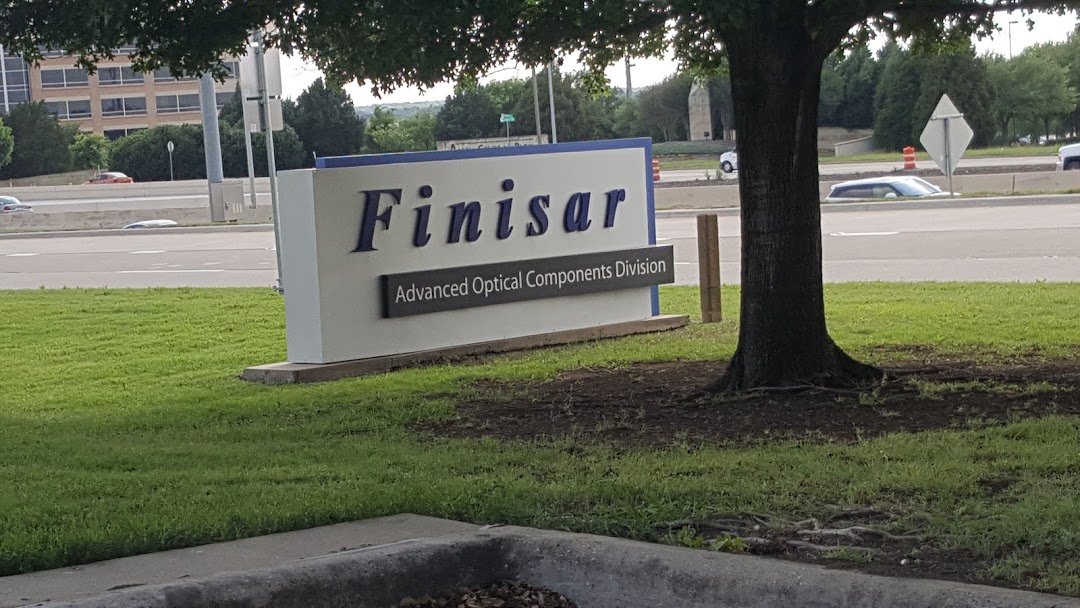 Finisar
Advanced Optical Components Division